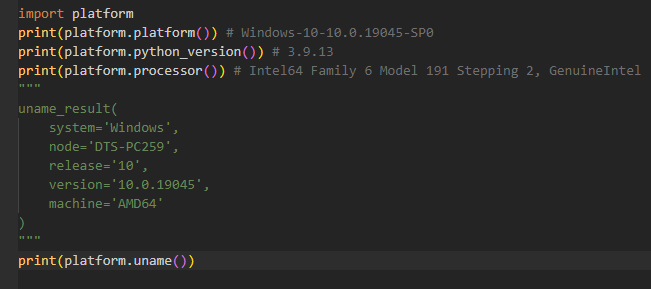 import platform
print(platform.platform()) # Windows-10-10.0.19045-SP0
print(platform.python_version()) # 3.9.13
print(platform.processor()) # Intel64 Family 6 Model 191 Stepping 2, GenuineIntel
"""
uname_result(
    system='Windows',
    node='DTS-PC259',
    release='10',
    version='10.0.19045',
    machine='AMD64'
)
"""
print(platform.uname())